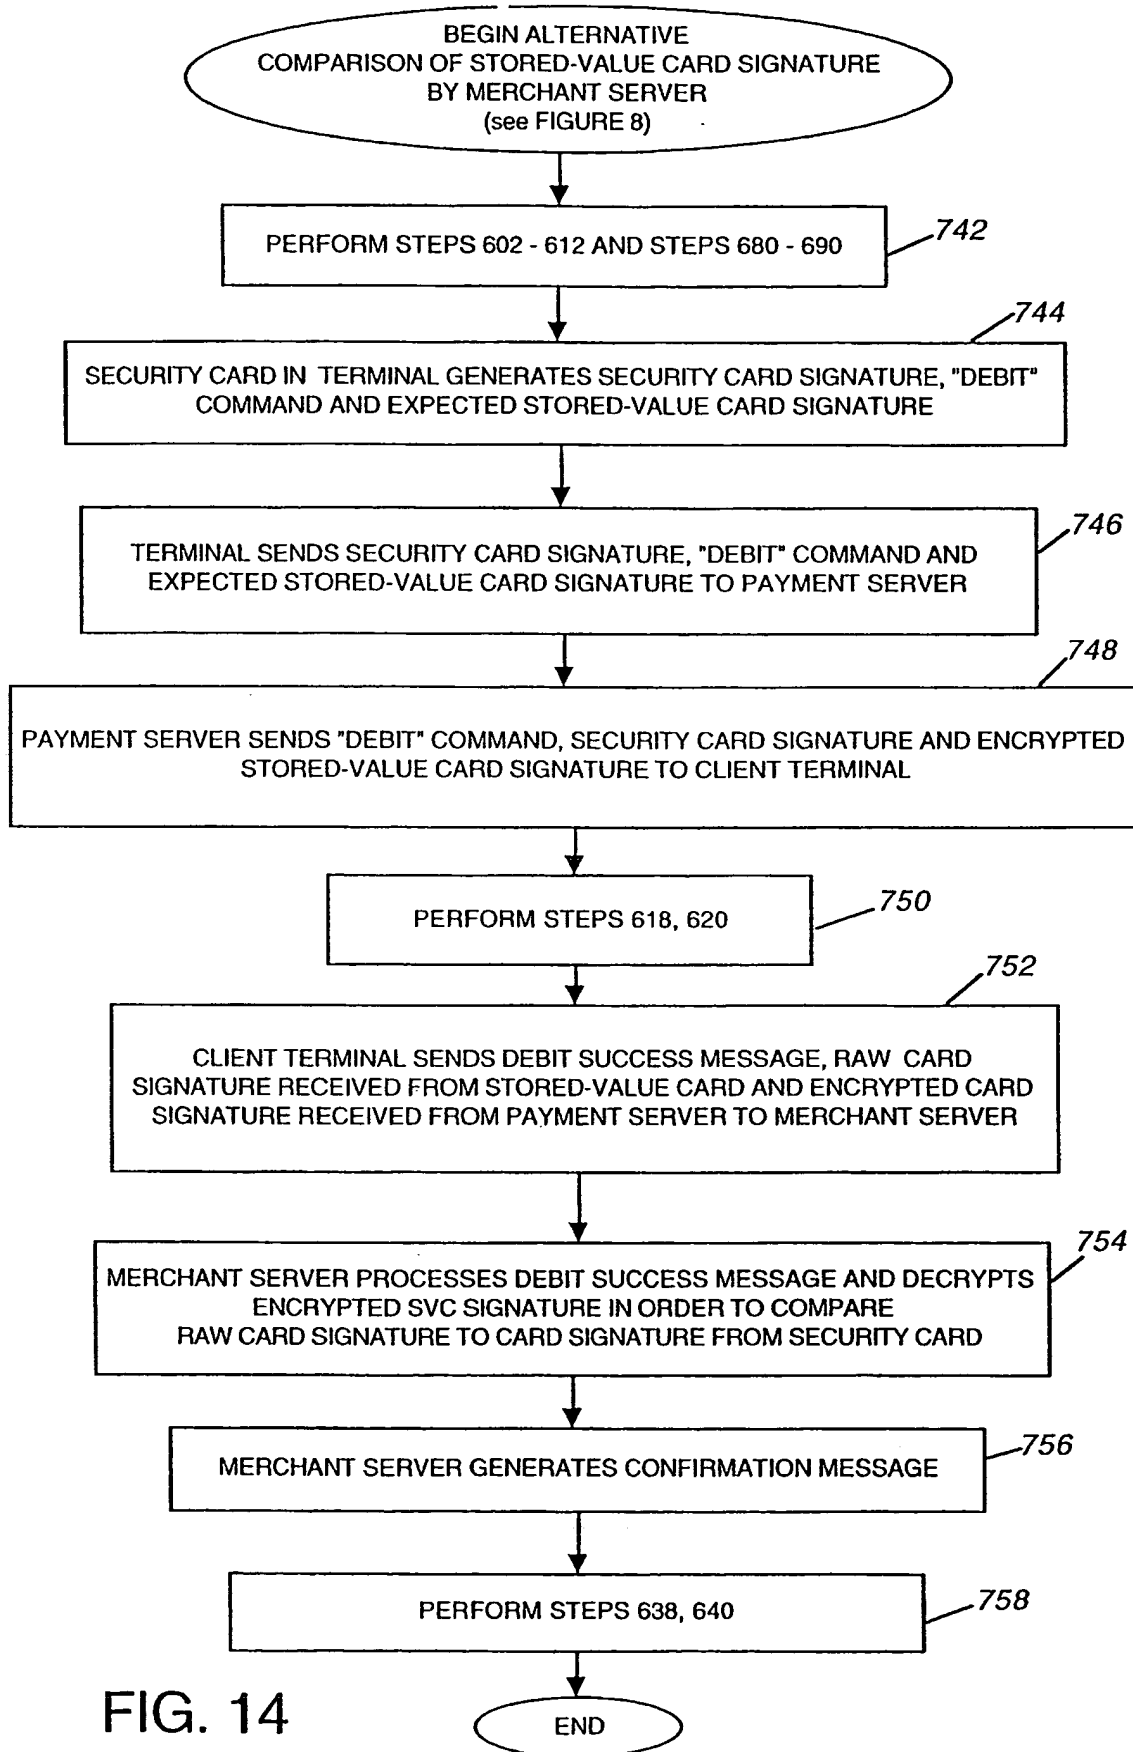 BEGIN ALTERNATIVE
COMPARISON OF STORED-VALUE CARD SIGNATURE
BY MERCHANT SERVER
(see FIGURE 8)
PERFORM STEPS 602 - 612 AND STEPS 680 - 690
742
744
SECURITY CARD IN TERMINAL GENERATES SECURITY CARD SIGNATURE, "DEBIT"
COMMAND AND EXPECTED STORED-VALUE CARD SIGNATURE
746
TERMINAL SENDS SECURITY CARD SIGNATURE, "DEBIT" COMMAND AND
EXPECTED STORED-VALUE CARD SIGNATURE TO PAYMENT SERVER
748
PAYMENT SERVER SENDS "DEBIT" COMMAND, SECURITY CARD SIGNATURE AND ENCRYPTED
STORED-VALUE CARD SIGNATURE TO CLIENT TERMINAL
PERFORM STEPS 618, 620
750
752
CLIENT TERMINAL SENDS DEBIT SUCCESS MESSAGE, RAW CARD
SIGNATURE RECEIVED FROM STORED-VALUE CARD AND ENCRYPTED CARD
SIGNATURE RECEIVED FROM PAYMENT SERVER TO MERCHANT SERVER
754
MERCHANT SERVER PROCESSES DEBIT SUCCESS MESSAGE AND DECRYPTS
ENCRYPTED SVC SIGNATURE IN ORDER TO COMPARE
RAW CARD SIGNATURE TO CARD SIGNATURE FROM SECURITY CARD
756
MERCHANT SERVER GENERATES CONFIRMATION MESSAGE
PERFORM STEPS 638, 640
758
FIG. 14
END